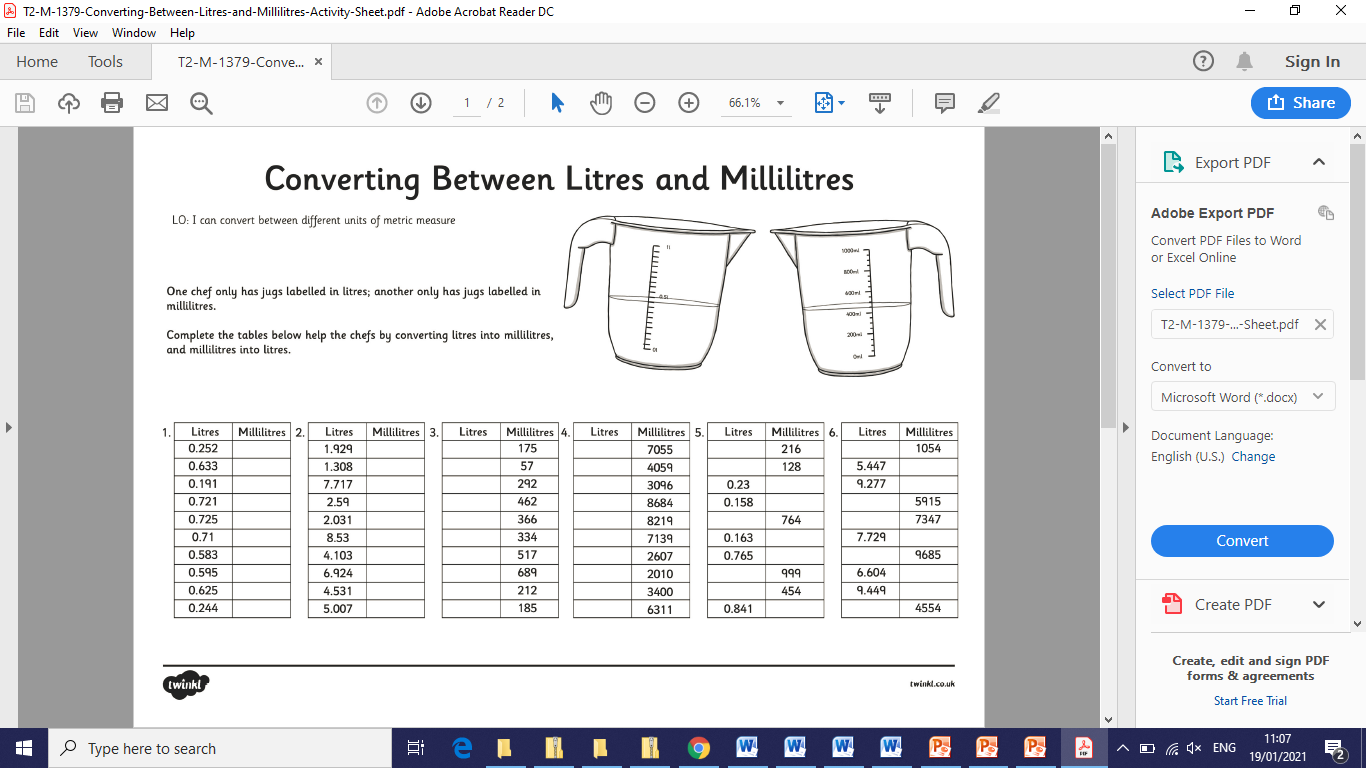 T2-M-1379-Converting-Between-Litres-and-Millilitres-Activity-Sheet.pdf - Adobe Acrobat Reader DC
File Edit View Window Help
Home Tools T2-M-1379-Conve... × Sign In
1 / 2 66.1% Share
Converting Between Litres and Millilitres
LO: I can convert between different units of metric measure
1l
0.5l
0l
1000ml
800ml
600ml
400ml
200ml
0ml
One chef only has jugs labelled in litres; another only has jugs labelled in
millilitres.
Complete the tables below help the chefs by converting litres into millilitres,
and millilitres into litres.
1. Litres Millilitres 2. Litres Millilitres 3. Litres Millilitres 4. Litres Millilitres 5. Litres Millilitres 6. Litres Millilitres
0.252 1.929 175 7055 216 1054
0.633 1.308 57 4059 128 5.447
0.191 7.717 292 3096 0.23 9.277
0.721 2.59 462 8684 0.158 5915
0.725 2.031 366 8219 764 7347
0.71 8.53 334 7139 0.163 7.729
0.583 4.103 517 2607 0.765 9685
0.595 6.924 689 2010 999 6.604
0.625 4.531 212 3400 454 9.449
0.244 5.007 185 6311 0.841 4554
twinkl
twinkl.co.uk
Export PDF
Adobe Export PDF
Convert PDF Files to Word
or Excel Online
Select PDF File
T2-M-1379-...-Sheet.pdf
Convert to
Microsoft Word (*.docx)
Document Language:
English (U.S.) Change
Convert
Create PDF
Create, edit and sign PDF
forms & agreements
Start Free Trial
Type here to search
ENG
11:07
19/01/2021
2